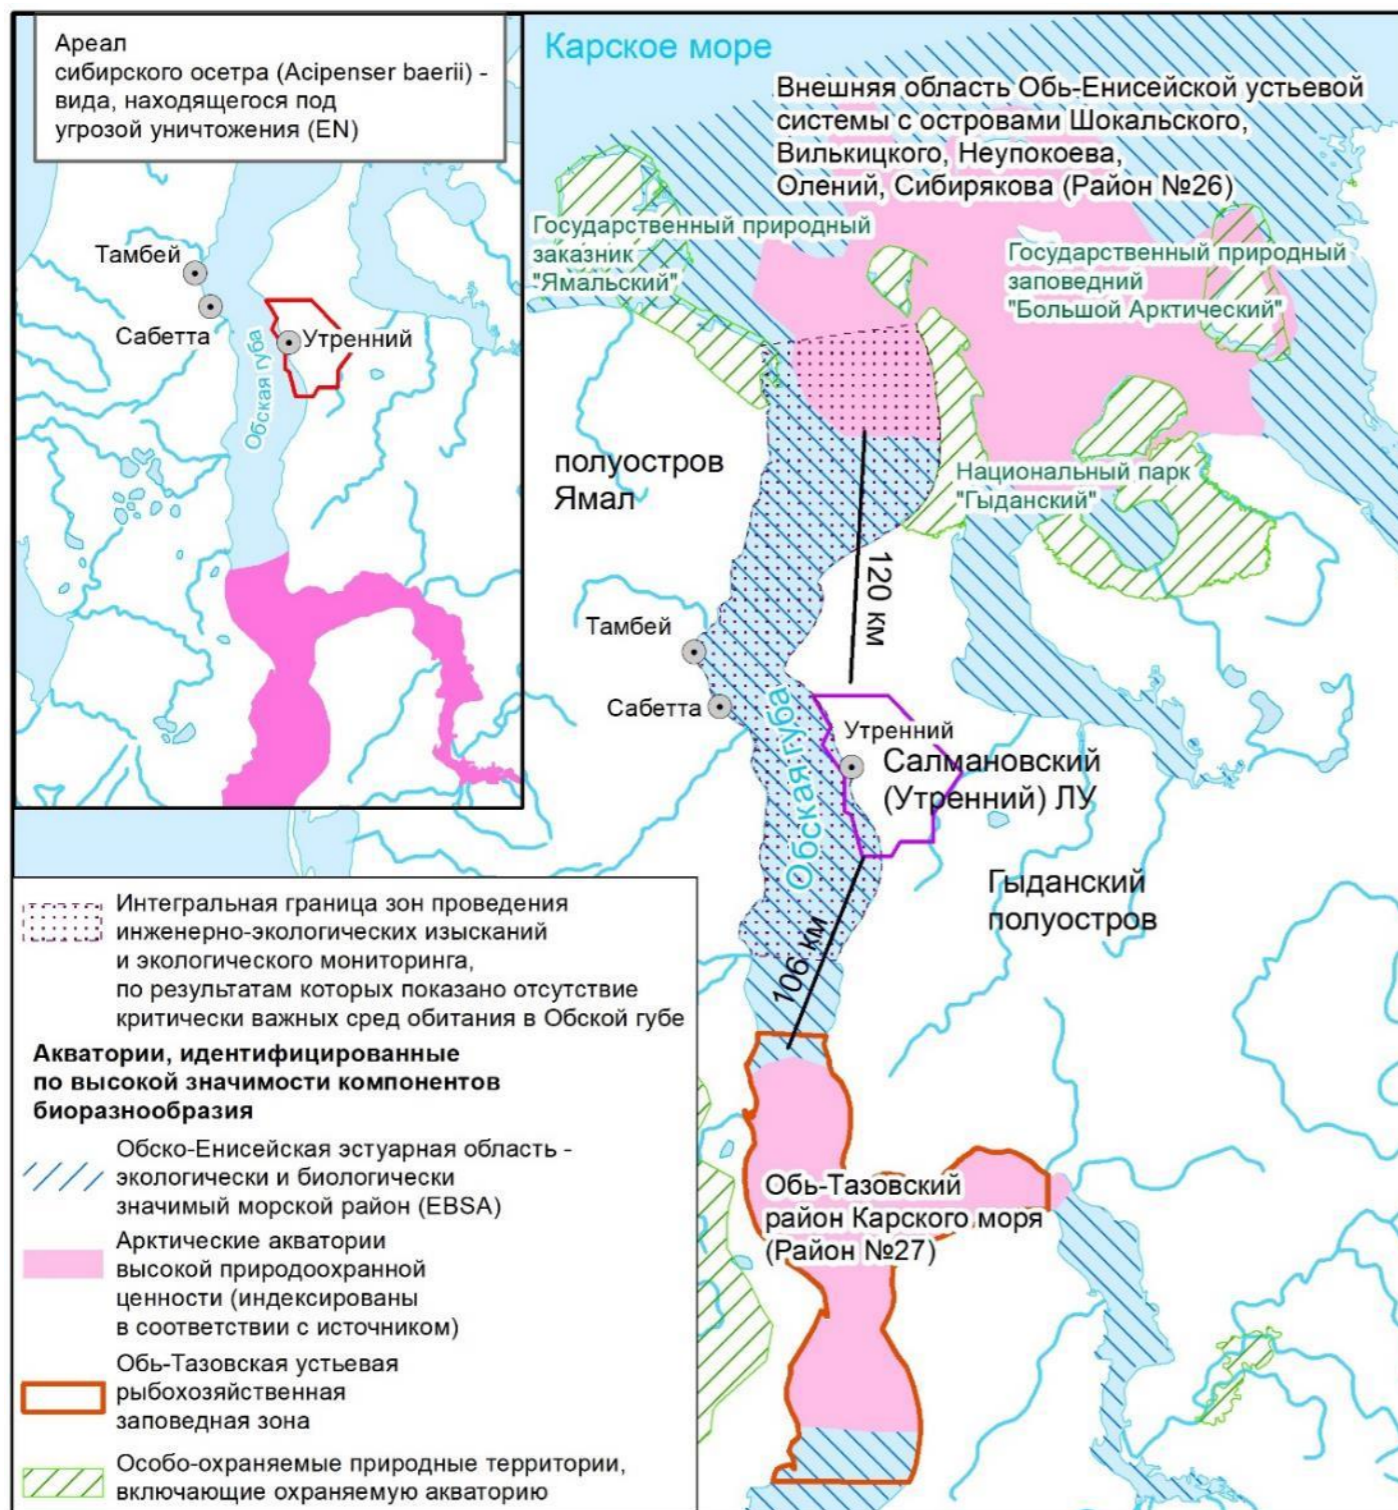 Ареал
сибирского осетра (Acipenser baerii) -
вида, находящегося под
угрозой уничтожения (EN)
Тамбей
Сабетта
Утренний
Обская губа
Карское море
Внешняя область Обь-Енисейской устьевой
системы с островами Шокальского,
Вилькицкого, Неупокоева,
Олений, Сибирякова (Район №26)
Государственный природный
заказник
"Ямальский"
Государственный природный
заповедний
"Большой Арктический"
полуостров
Ямал
Национальный парк
"Гыданский"
120 км
Тамбей
Сабетта
Обская губа
Утренний
Салмановский
(Утренний) ЛУ
Гыданский
полуостров
106 км
Обь-Тазовский
район Карского моря
(Район №27)
Интегральная граница зон проведения
инженерно-экологических изысканий
и экологического мониторинга,
по результатам которых показано отсутствие
критически важных сред обитания в Обской губе
Акватории, идентифицированные
по высокой значимости компонентов
биоразнообразия
Обско-Енисейская эстуарная область -
экологически и биологически
значимый морской район (EBSA)
Арктические акватории
высокой природоохранной
ценности (индексированы
в соответствии с источником)
Обь-Тазовская устьевая
рыбохозяйственная
заповедная зона
Особо-охраняемые природные территории,
включающие охраняемую акваторию